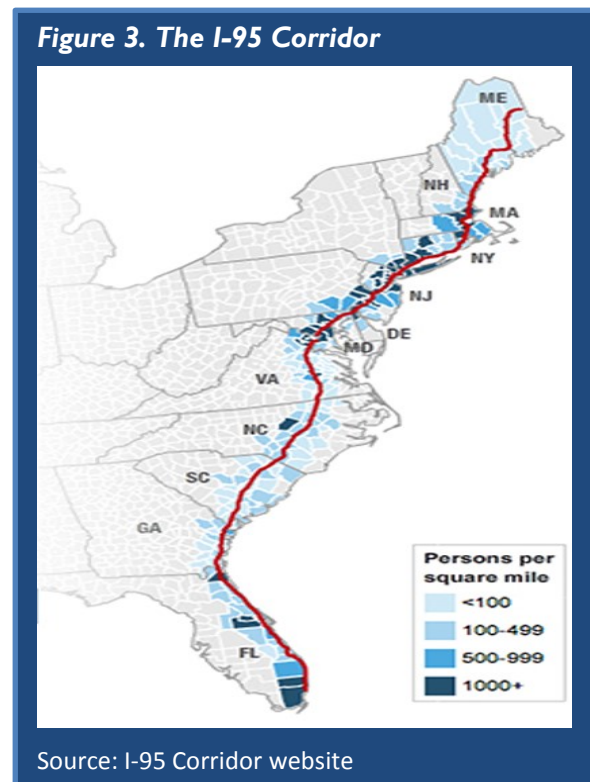 Figure 3. The I-95 Corridor
ME
NH
MA
NY
NJ
DE
MD
VA
NC
SC
GA
FL
Persons per
square mile
<100
100-499
500-999
1000+
Source: I-95 Corridor website